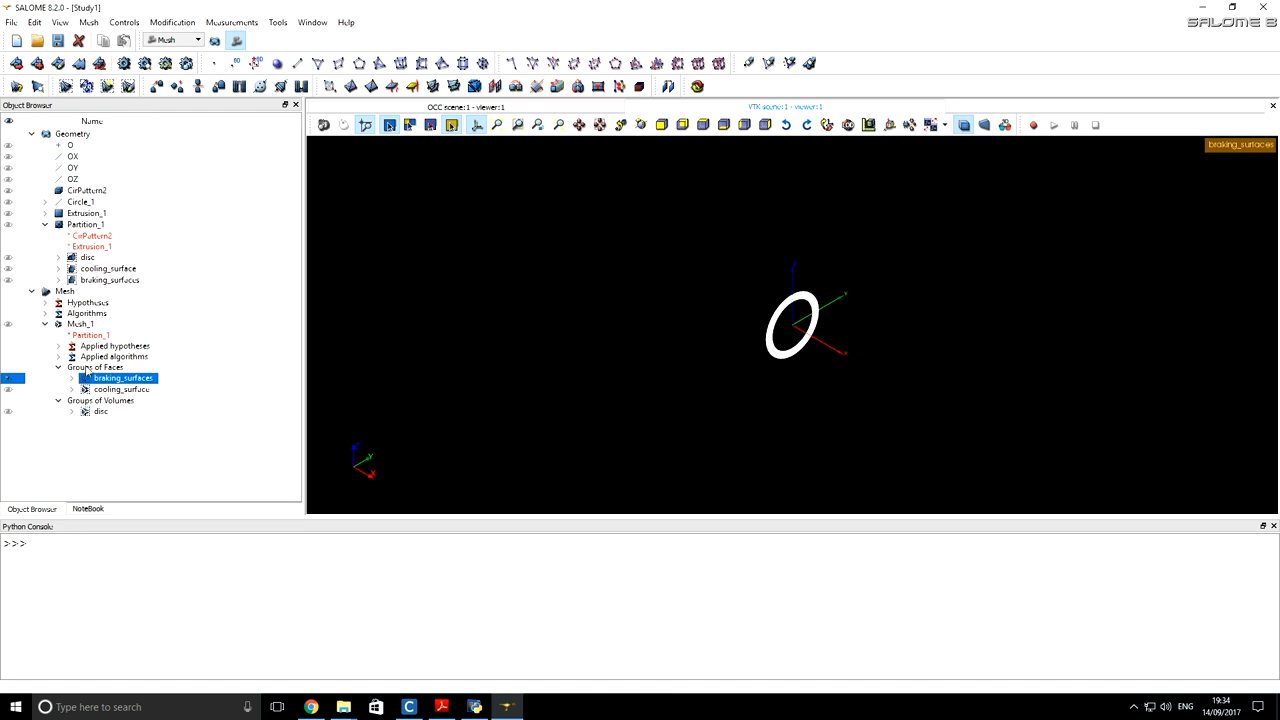 SALOME 8.2.0 - [Study1]
File Edit View Mesh Controls Modification Measurements Tools Window Help
SALOME 8
Mesh
Object Browser
OCC scene:1 - viewer:1
VTK scene:1 - viewer:1
Name
Geometry
O
OX
OY
OZ
CirPattern2
Circle_1
Extrusion_1
Partition_1
* CirPattern2
* Extrusion_1
disc
cooling_surface
braking_surfaces
Mesh
Hypotheses
Algorithms
Mesh_1
* Partition_1
Applied hypotheses
Applied algorithms
Groups of Faces
braking_surfaces
cooling_surface
Groups of Volumes
disc
braking_surfaces
Object Browser
NoteBook
Python Console
>>>
Type here to search
ENG
19:34
14/09/2017